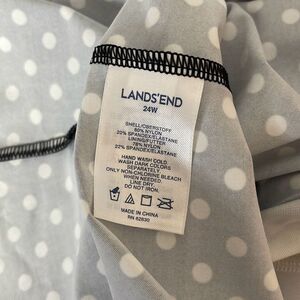 LANDS'END
24W
SHELL/OBERSTOFF
80% NYLON
20% SPANDEX/ELASTANE
LINING/FUTTER
78% NYLON
22% SPANDEX/ELASTANE
HAND WASH COLD
WASH DARK COLORS
SEPARATELY
ONLY NON-CHLORINE BLEACH
WHEN NEEDED.
LINE DRY.
DO NOT IRON.
MADE IN CHINA
RN 82830